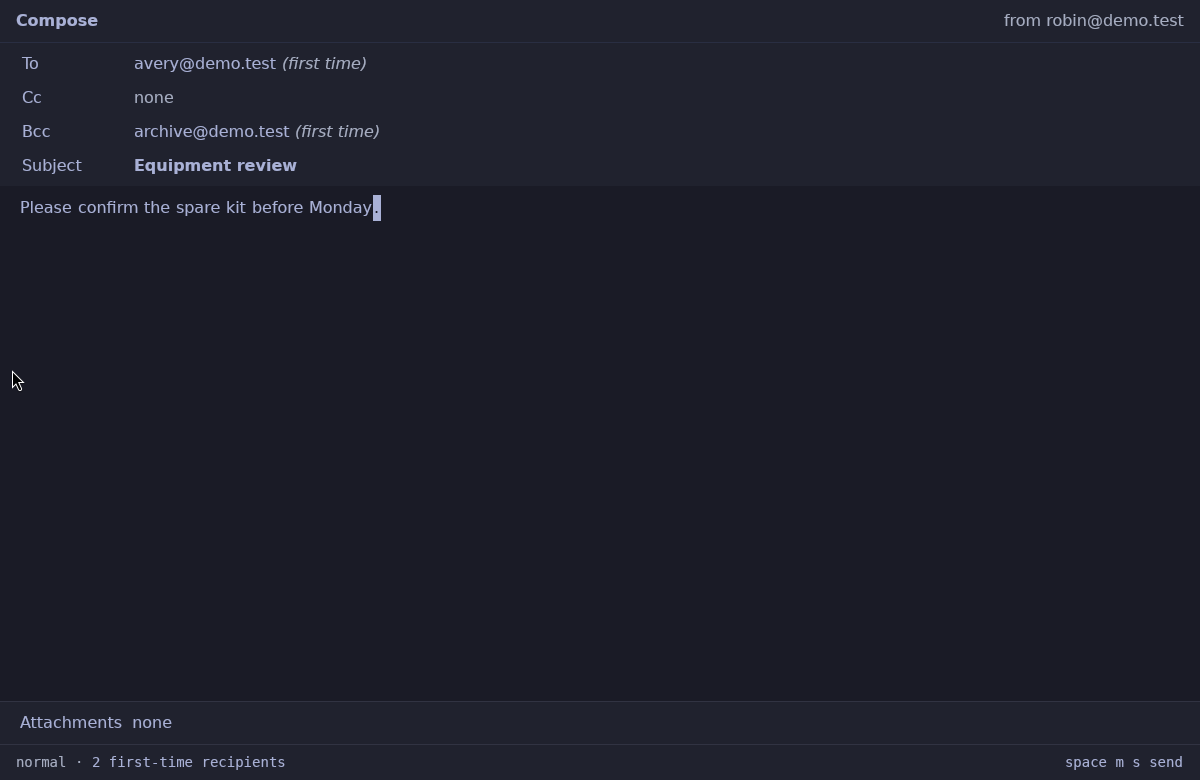 Compose from robin@demo.test
To avery@demo.test (first time)
Cc none
Bcc archive@demo.test (first time)
Subject Equipment review
Please confirm the spare kit before Monday.
Attachments none
normal · 2 first-time recipients space m s send